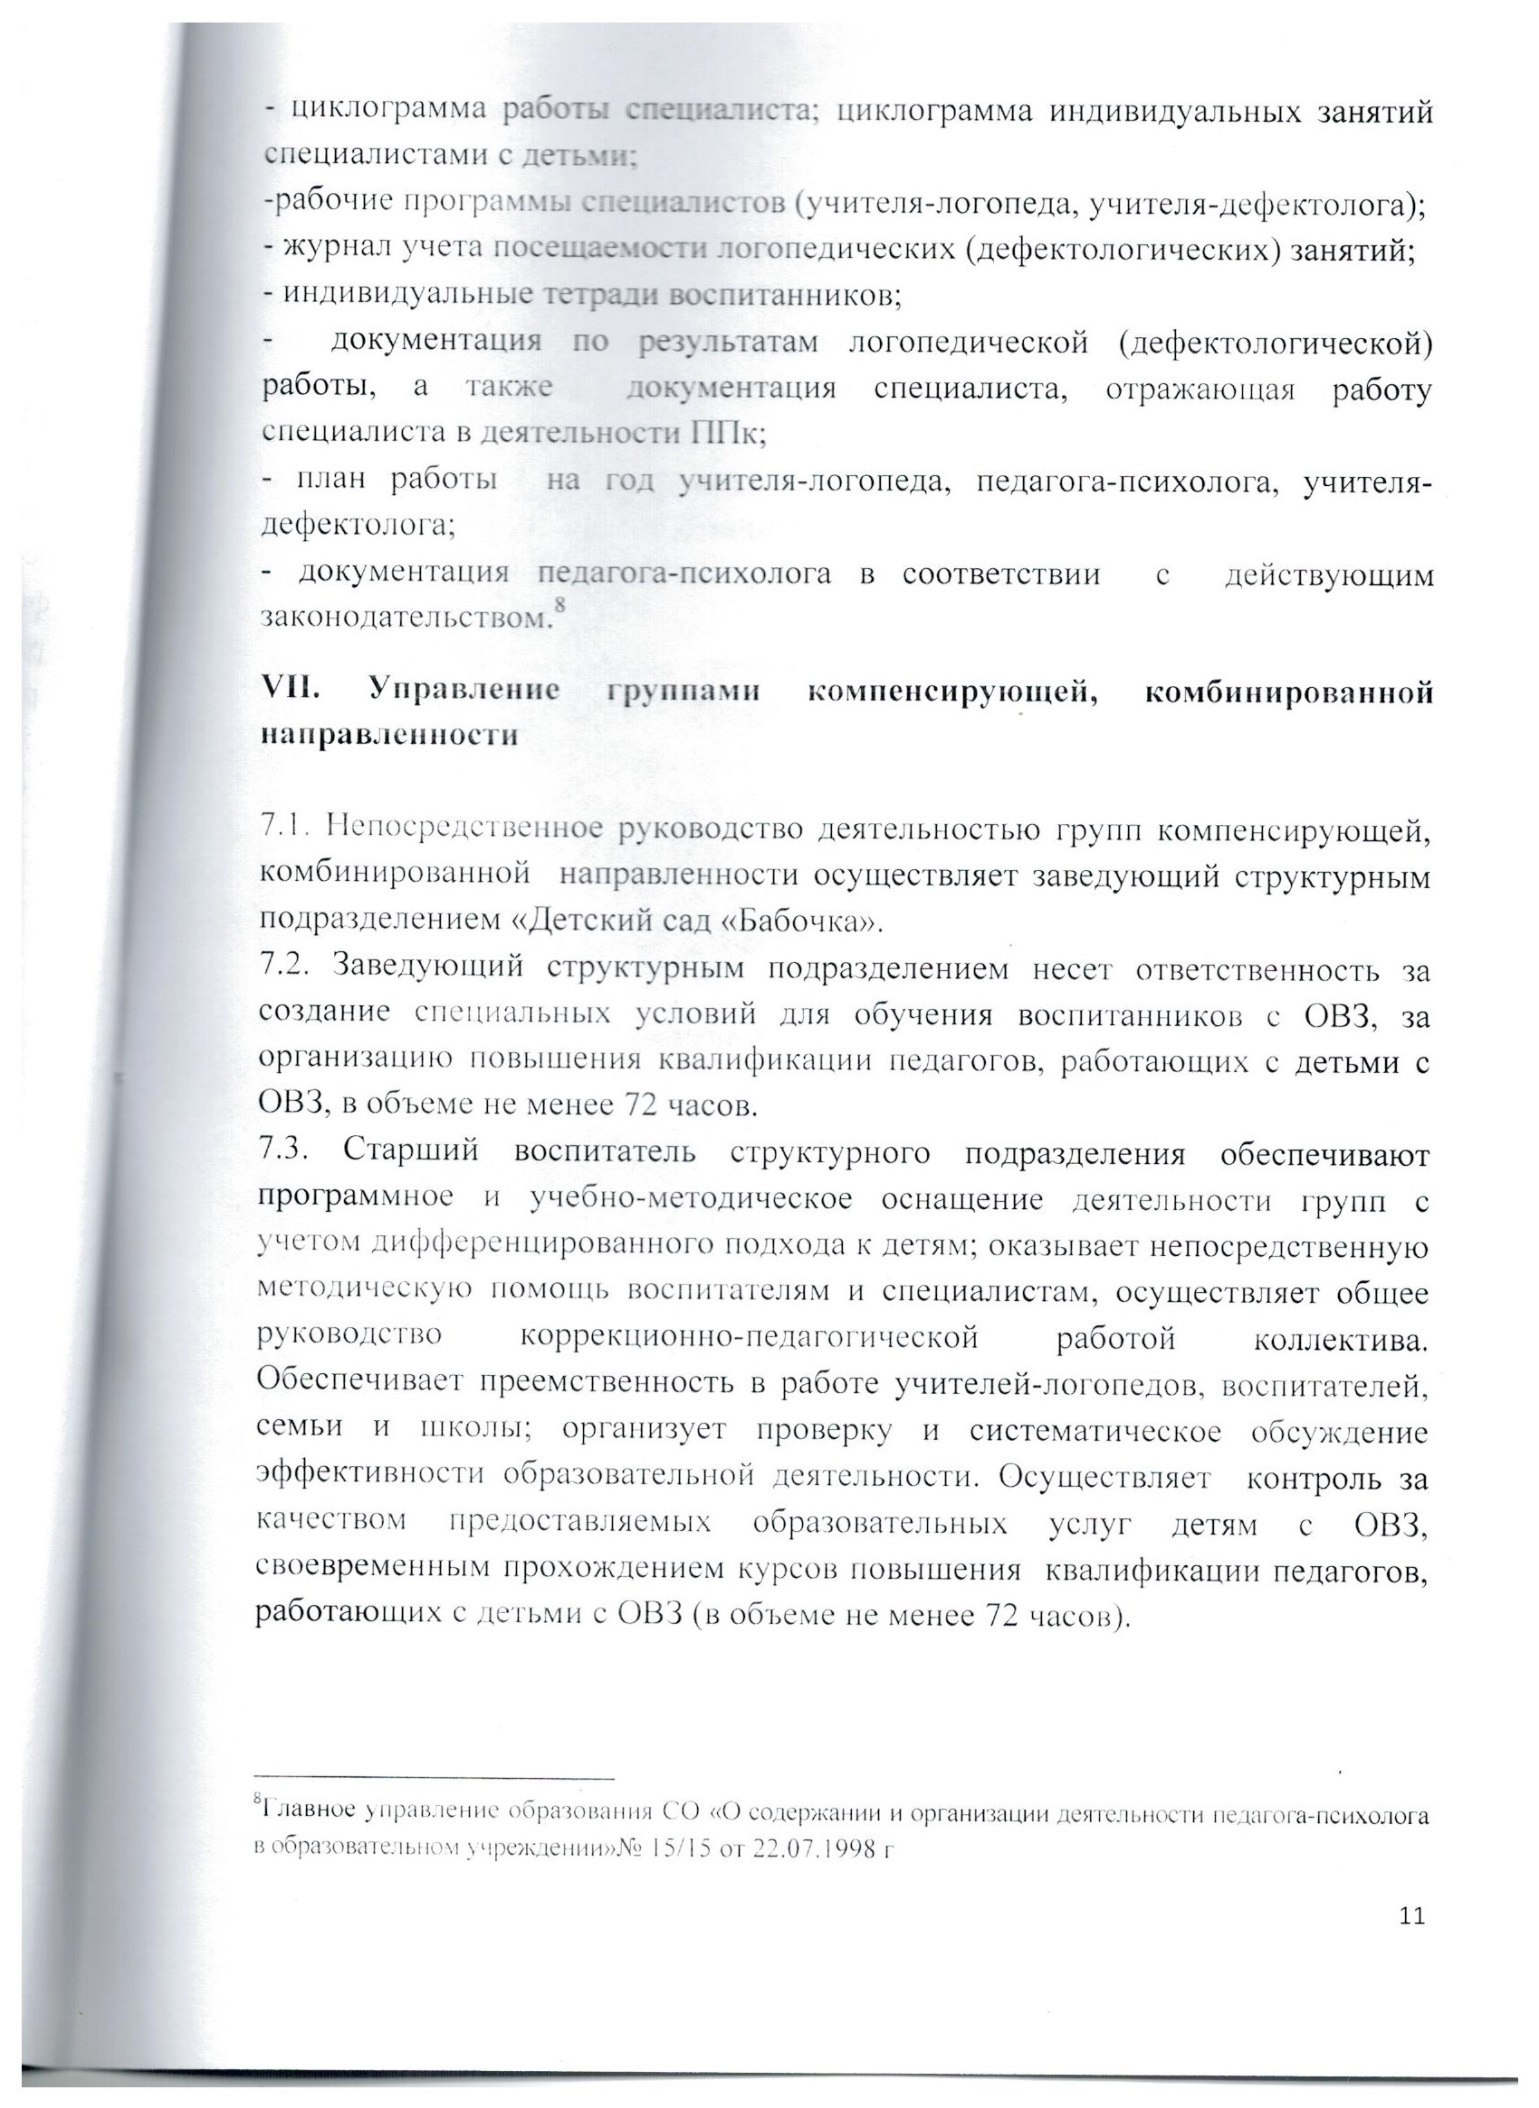 - циклограмма работы специалиста; циклограмма индивидуальных занятий
специалистами с детьми;
-рабочие программы специалистов (учителя-логопеда, учителя-дефектолога);
- журнал учета посещаемости логопедических (дефектологических) занятий;
- индивидуальные тетради воспитанников;
- документация по результатам логопедической (дефектологической)
работы, а также документация специалиста, отражающая работу
специалиста в деятельности ППк;
- план работы на год учителя-логопеда, педагога-психолога, учителя-
дефектолога;
- документация педагога-психолога в соответствии с действующим
законодательством.⁸
VII. Управление группами компенсирующей, комбинированной
направленности
7.1. Непосредственное руководство деятельностью групп компенсирующей,
комбинированной направленности осуществляет заведующий структурным
подразделением «Детский сад «Бабочка».
7.2. Заведующий структурным подразделением несет ответственность за
создание специальных условий для обучения воспитанников с ОВЗ, за
организацию повышения квалификации педагогов, работающих с детьми с
ОВЗ, в объеме не менее 72 часов.
7.3. Старший воспитатель структурного подразделения обеспечивают
программное и учебно-методическое оснащение деятельности групп с
учетом дифференцированного подхода к детям; оказывает непосредственную
методическую помощь воспитателям и специалистам, осуществляет общее
руководство коррекционно-педагогической работой коллектива.
Обеспечивает преемственность в работе учителей-логопедов, воспитателей,
семьи и школы; организует проверку и систематическое обсуждение
эффективности образовательной деятельности. Осуществляет контроль за
качеством предоставляемых образовательных услуг детям с ОВЗ,
своевременным прохождением курсов повышения квалификации педагогов,
работающих с детьми с ОВЗ (в объеме не менее 72 часов).
⁸Главное управление образования СО «О содержании и организации деятельности педагога-психолога
в образовательном учреждении»№ 15/15 от 22.07.1998 г
11